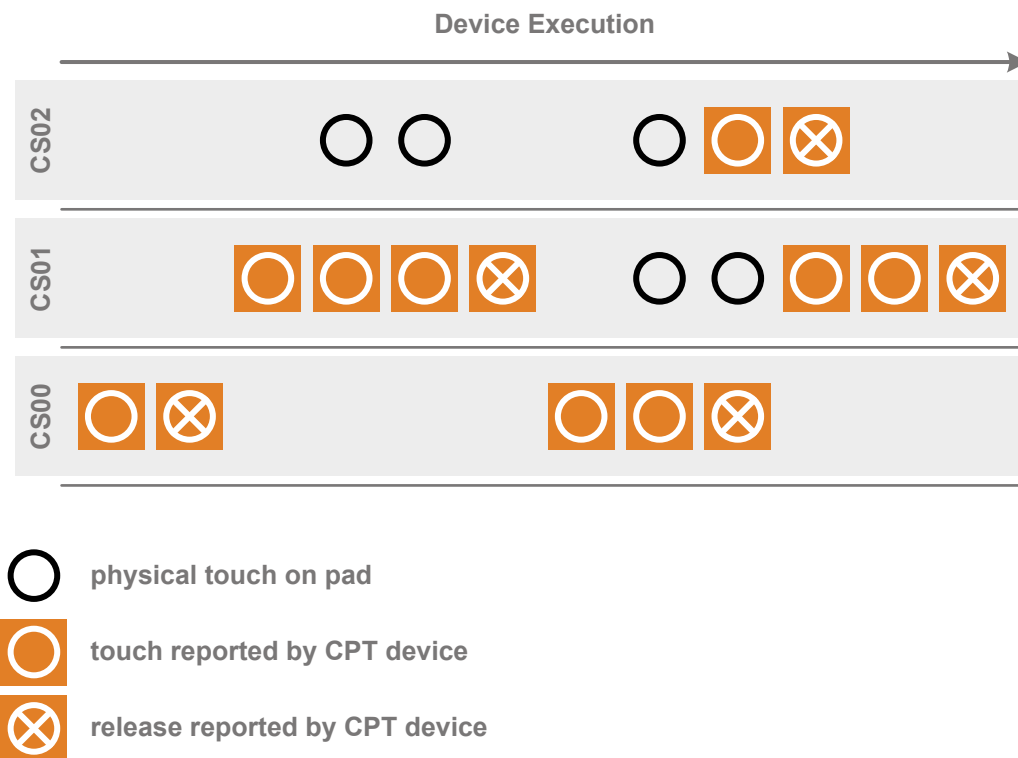 Device Execution
CS02
CS01
CS00
physical touch on pad
touch reported by CPT device
release reported by CPT device